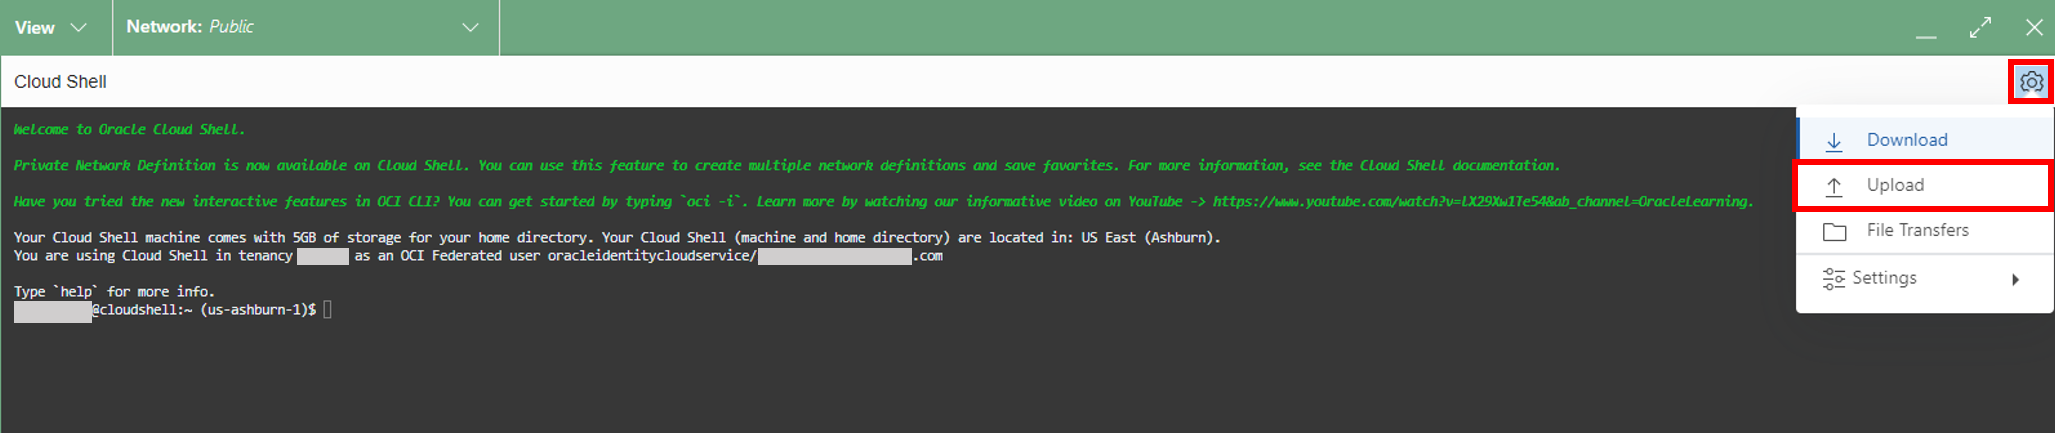 View
Network: Public
Cloud Shell
Welcome to Oracle Cloud Shell.
Private Network Definition is now available on Cloud Shell. You can use this feature to create multiple network definitions and save favorites. For more information, see the Cloud Shell documentation.
Have you tried the new interactive features in OCI CLI? You can get started by typing `oci -i`. Learn more by watching our informative video on YouTube -> https://www.youtube.com/watch?v=lX29Xw1Te54&ab_channel=OracleLearning.
Your Cloud Shell machine comes with 5GB of storage for your home directory. Your Cloud Shell (machine and home directory) are located in: US East (Ashburn).
You are using Cloud Shell in tenancy as an OCI Federated user oracleidentitycloudservice/ .com
Type `help` for more info.
@cloudshell:~ (us-ashburn-1)$
Download
Upload
File Transfers
Settings